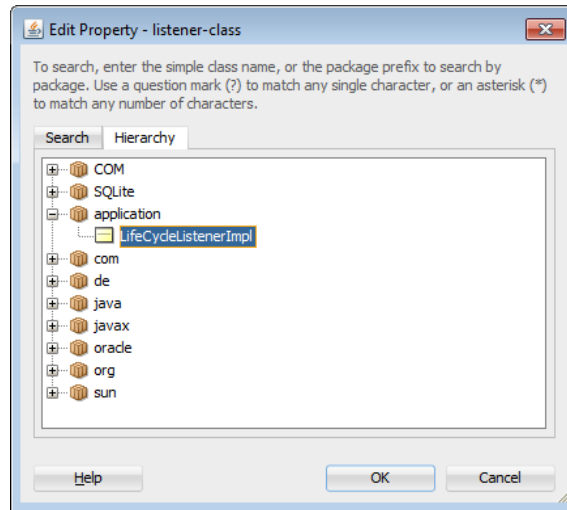 Edit Property - listener-class
To search, enter the simple class name, or the package prefix to search by
package. Use a question mark (?) to match any single character, or an asterisk (*)
to match any number of characters.
Search Hierarchy
COM
SQLite
application
LifeCycleListenerImpl
com
de
java
javax
oracle
org
sun
Help OK Cancel